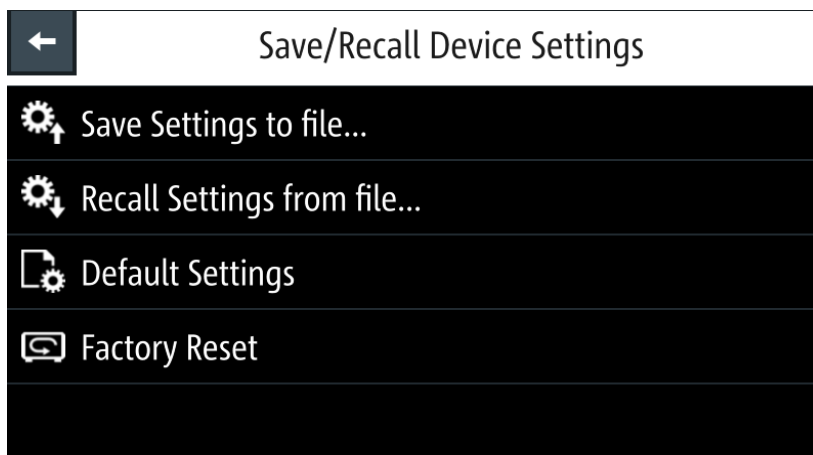 Save/Recall Device Settings
Save Settings to file...
Recall Settings from file...
Default Settings
Factory Reset